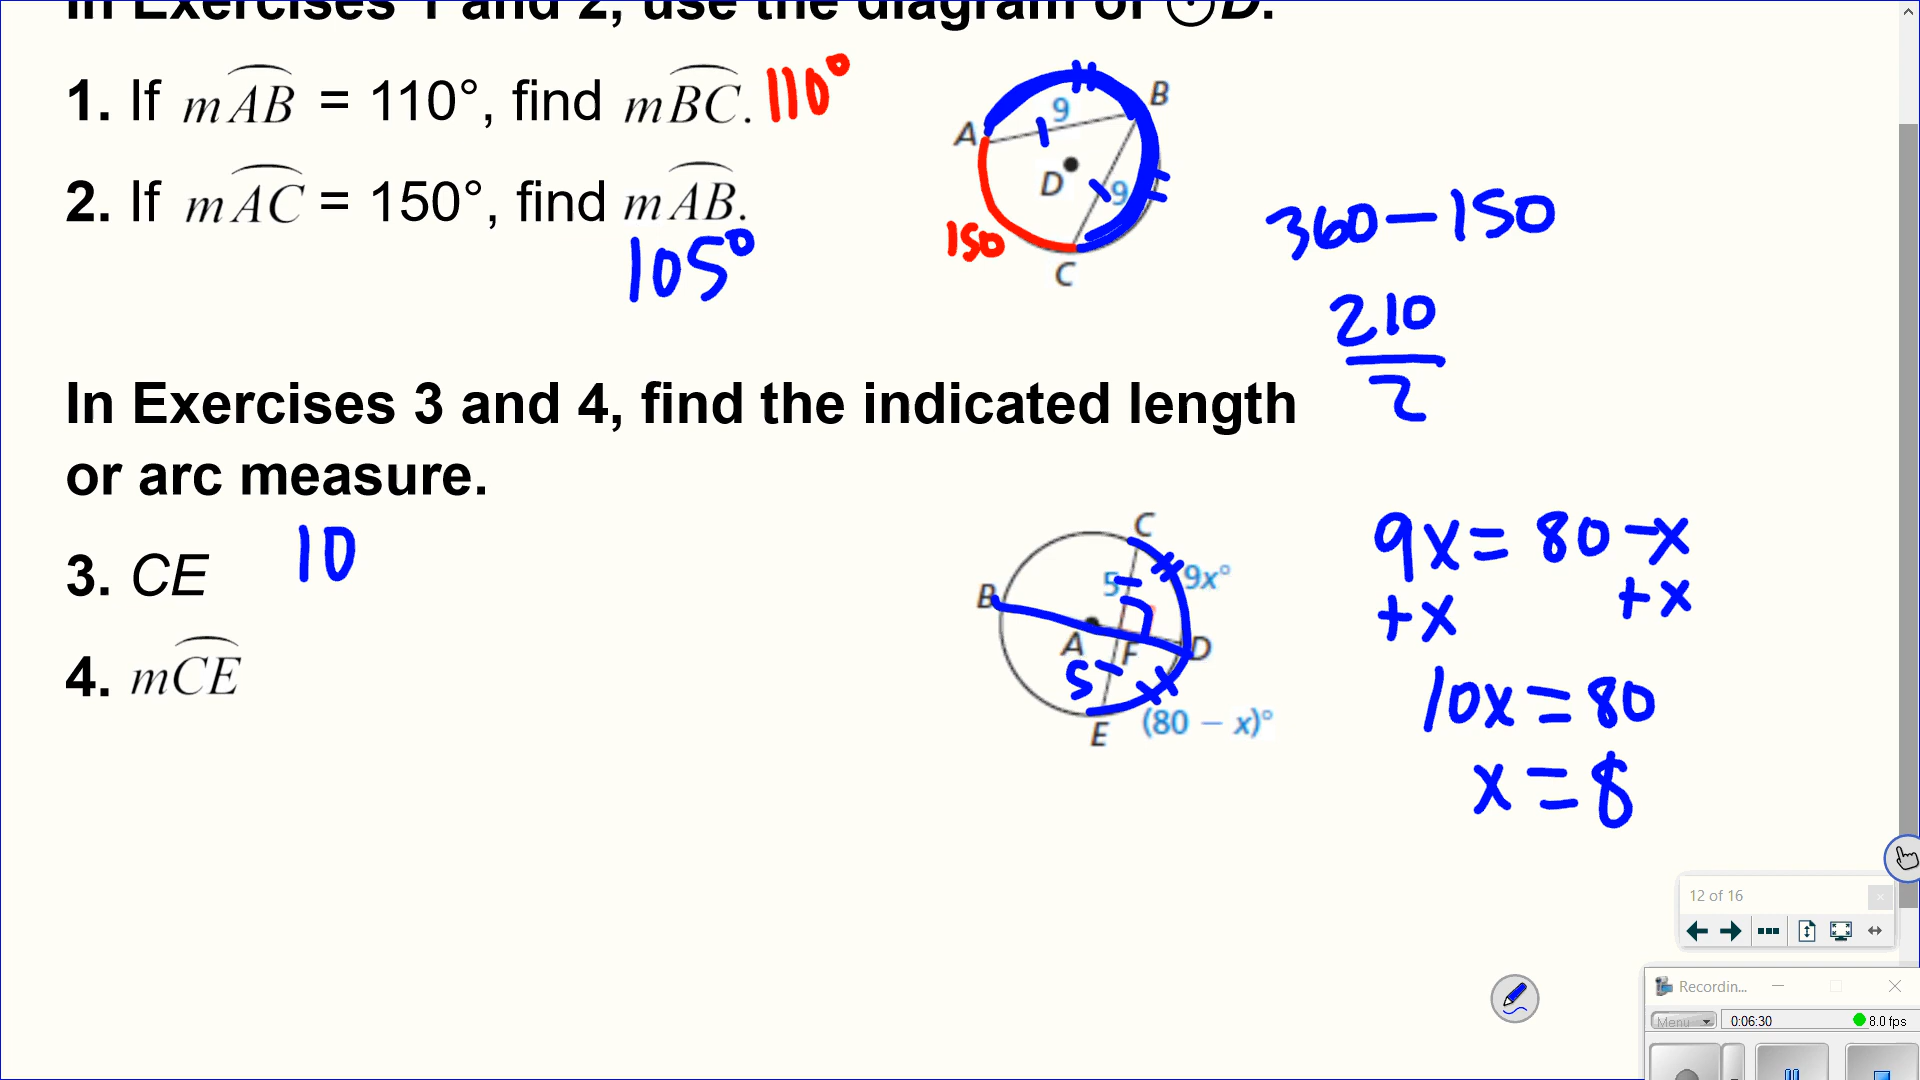 In Exercises 1 and 2, use the diagram of ⊙D.
1. If mAB = 110°, find mBC. 110°
2. If mAC = 150°, find mAB.
105°
A
B
9
D
9
150
C
360-150
210
2
In Exercises 3 and 4, find the indicated length
or arc measure.
3. CE 10
4. mCE
C
5
9x°
B
A
F
D
5
E
(80 − x)°
9x = 80-x
+x +x
10x = 80
x = 8
12 of 16
Recordin...
Menu 0:06:30 8.0 fps